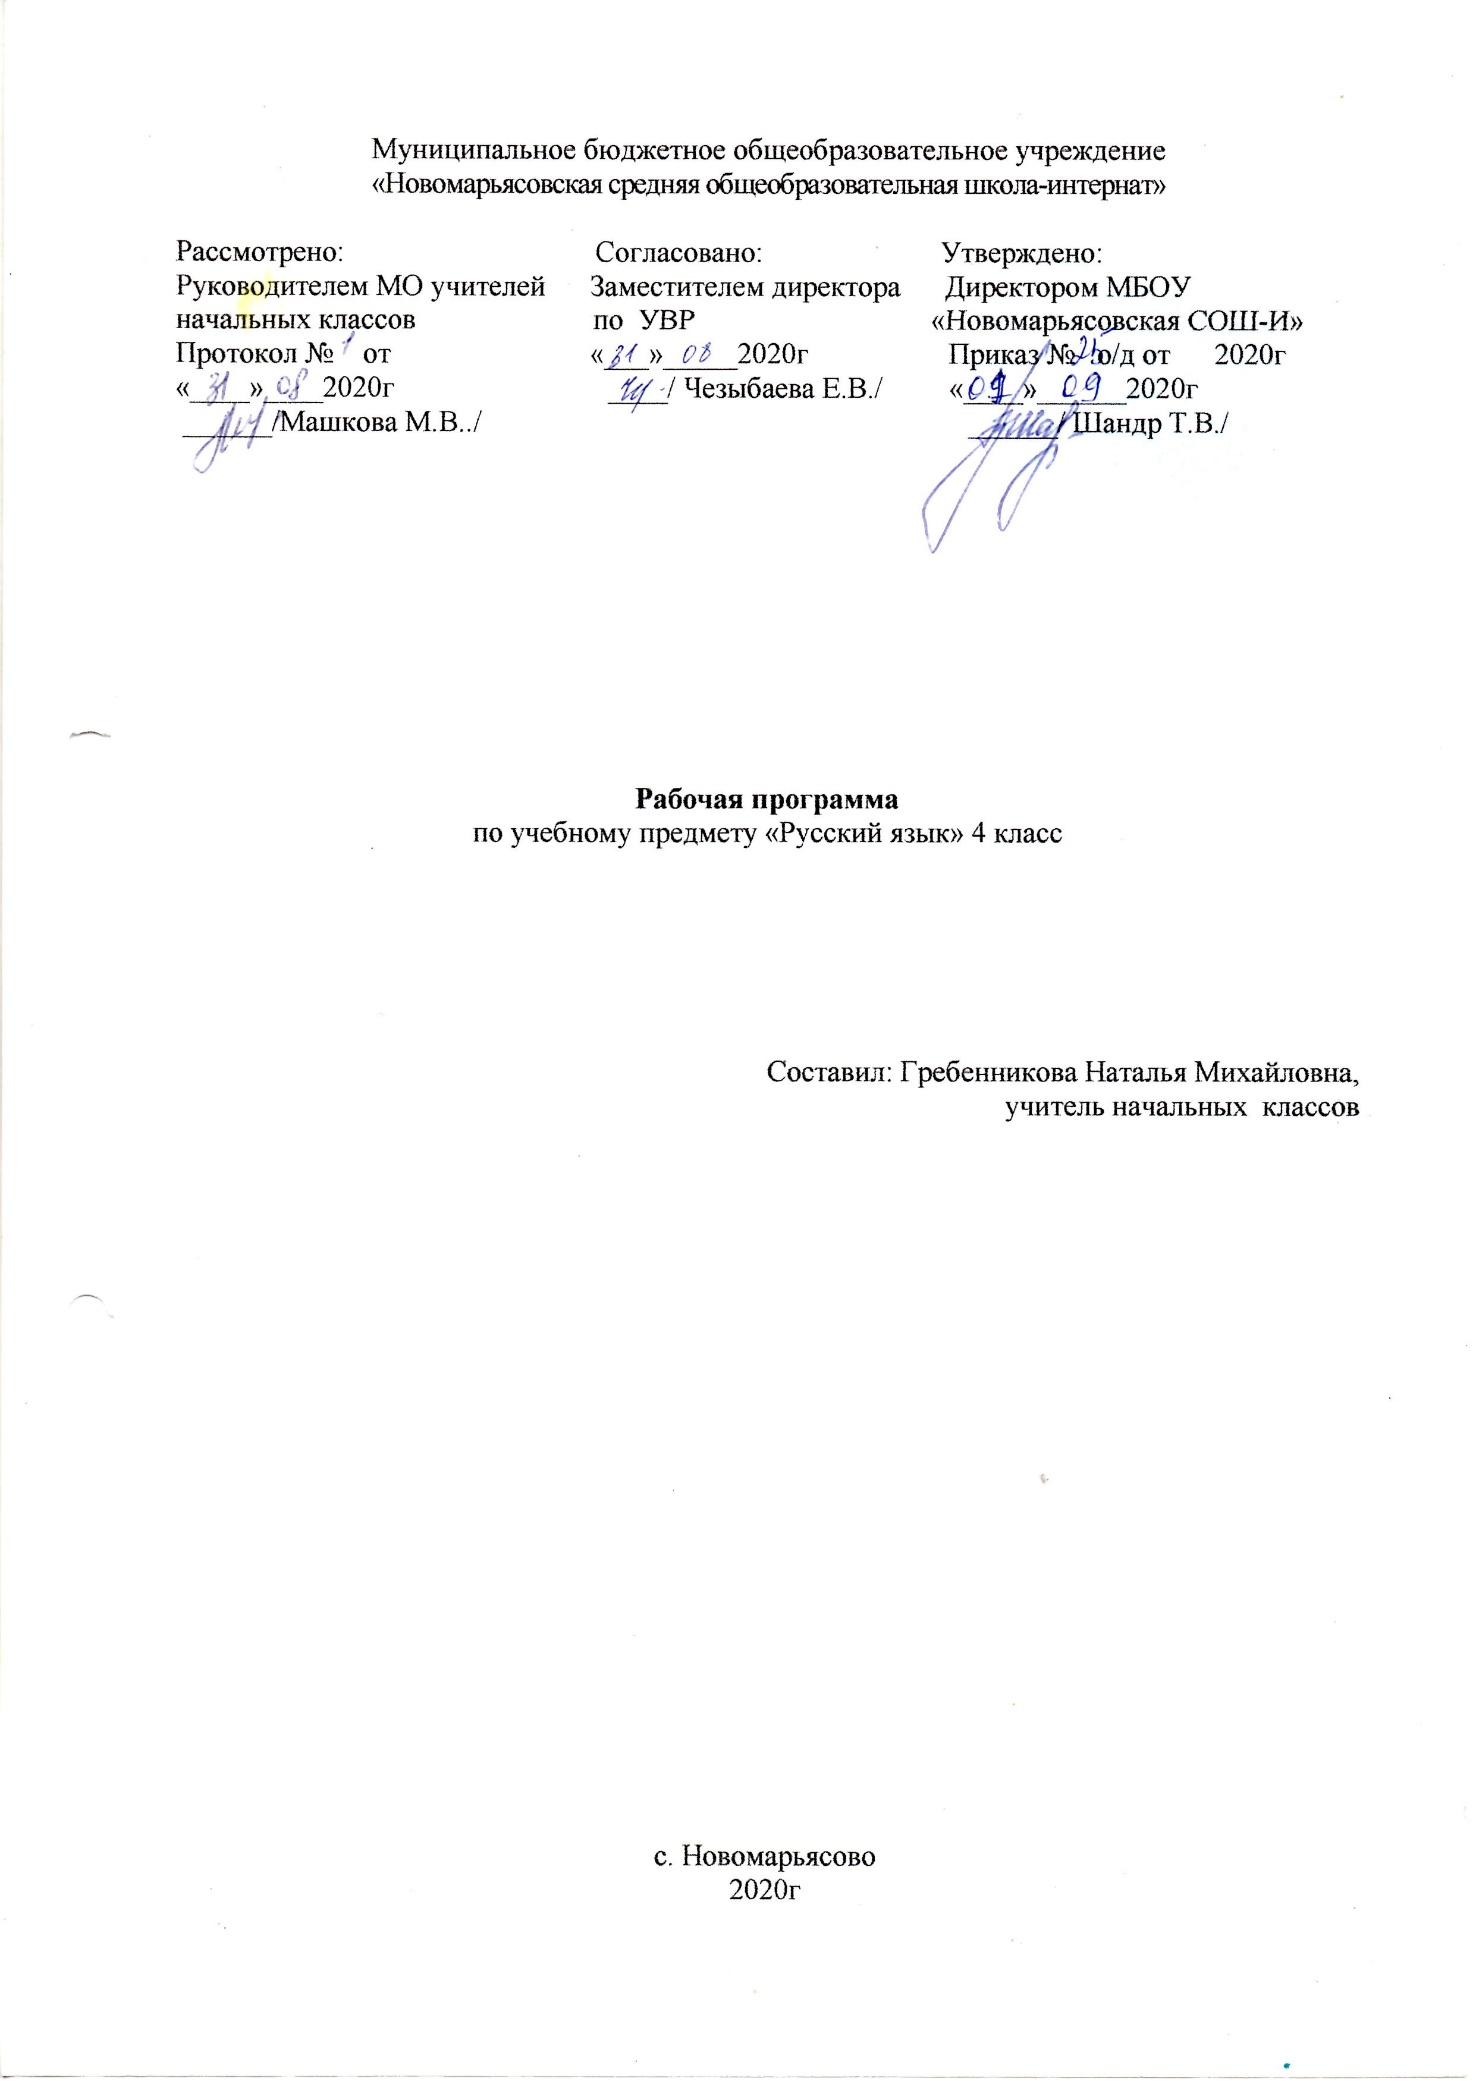 Муниципальное бюджетное общеобразовательное учреждение
«Новомарьясовская средняя общеобразовательная школа-интернат»
Рассмотрено: Согласовано: Утверждено:
Руководителем МО учителей Заместителем директора Директором МБОУ
начальных классов по УВР «Новомарьясовская СОШ-И»
Протокол № 1 от «31» 08 2020г Приказ № о/д от 2020г
«31» 08 2020г / Чезыбаева Е.В./ «01» 09 2020г
/Машкова М.В../ / Шандр Т.В./
Рабочая программа
по учебному предмету «Русский язык» 4 класс
Составил: Гребенникова Наталья Михайловна,
учитель начальных классов
с. Новомарьясово
2020г